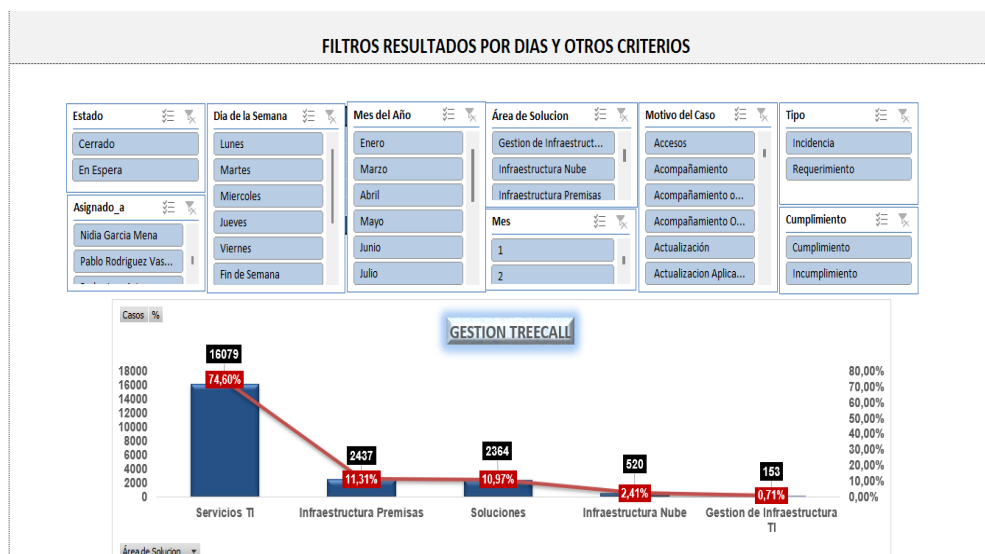 FILTROS RESULTADOS POR DIAS Y OTROS CRITERIOS
Estado
Cerrado
En Espera
Asignado_a
Nidia Garcia Mena
Pablo Rodriguez Vas...
Dia de la Semana
Lunes
Martes
Miercoles
Jueves
Viernes
Fin de Semana
Mes del Año
Enero
Marzo
Abril
Mayo
Junio
Julio
Área de Solucion
Gestion de Infraestruct...
Infraestructura Nube
Infraestructura Premisas
Mes
1
2
Motivo del Caso
Accesos
Acompañamiento
Acompañamiento o...
Acompañamiento O...
Actualización
Actualizacion Aplica...
Tipo
Incidencia
Requerimiento
Cumplimiento
Cumplimiento
Incumplimiento
Casos %
GESTION TREECALL
18000
16000
14000
12000
10000
8000
6000
4000
2000
0
16079
74,60%
2437
11,31%
2364
10,97%
520
2,41%
153
0,71%
80,00%
70,00%
60,00%
50,00%
40,00%
30,00%
20,00%
10,00%
0,00%
Servicios TI
Infraestructura Premisas
Soluciones
Infraestructura Nube
Gestion de Infraestructura
TI
Área de Solucion